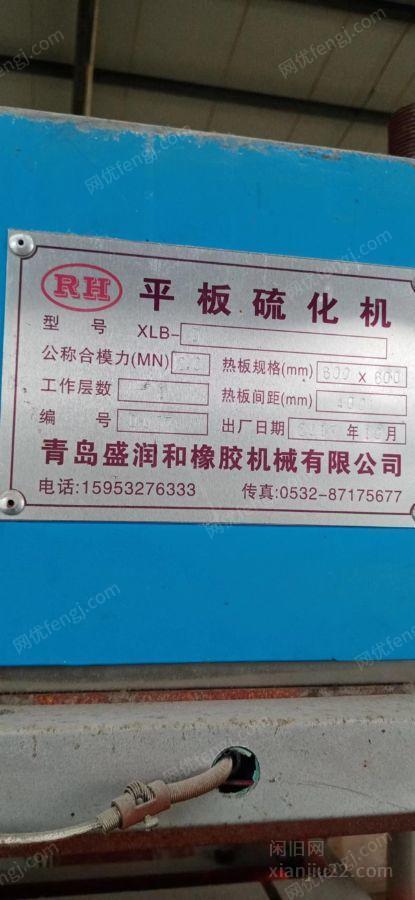 RH 平板硫化机
型 号 XLB-
公称合模力(MN) 热板规格(mm) 600 X 600
工作层数 热板间距(mm) 400
编 号 出厂日期 年 月
青岛盛润和橡胶机械有限公司
电话:15953276333 传真:0532-87175677
闲旧网
xianjiu22.com
网优fengj.com